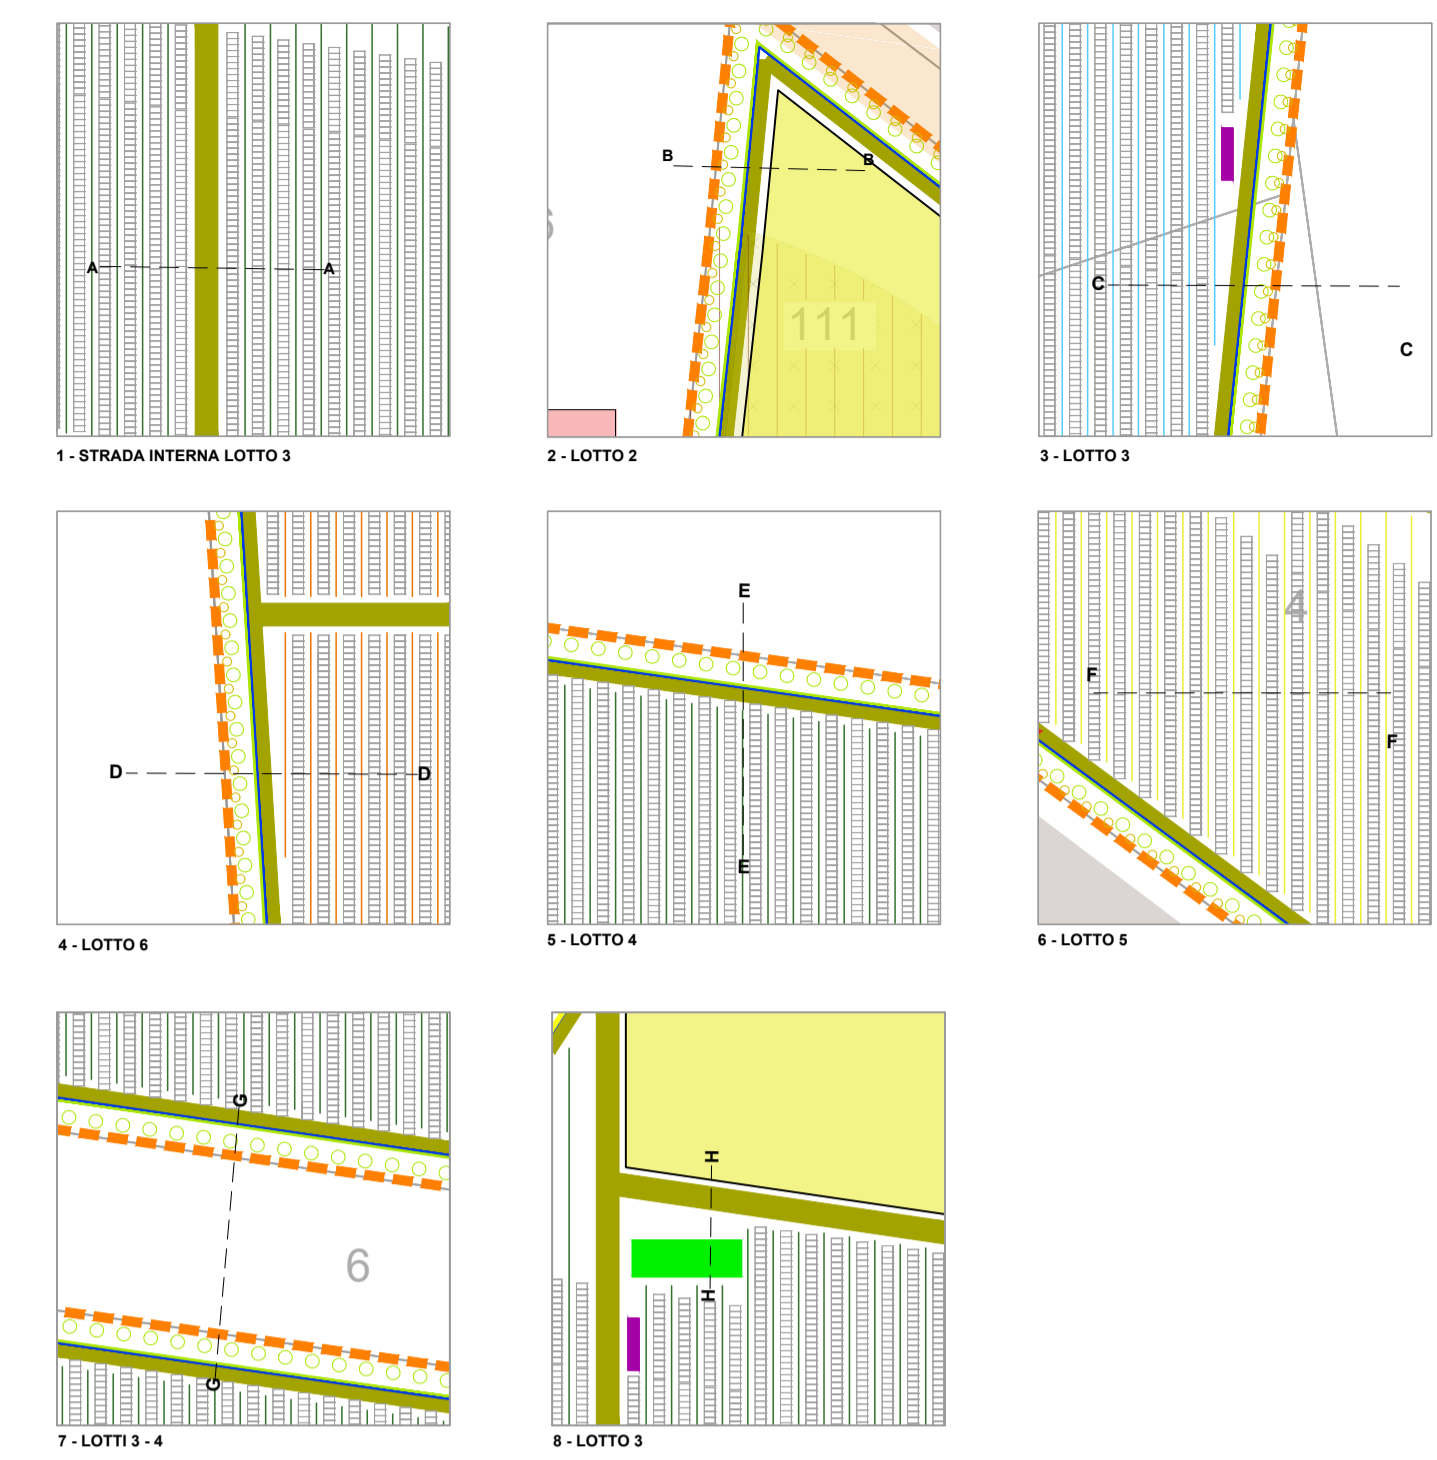 A A
1 - STRADA INTERNA LOTTO 3
B B
111
2 - LOTTO 2
C C
3 - LOTTO 3
D D
4 - LOTTO 6
E
E
5 - LOTTO 4
4
F
F
6 - LOTTO 5
G
6
G
7 - LOTTI 3 - 4
H
H
8 - LOTTO 3